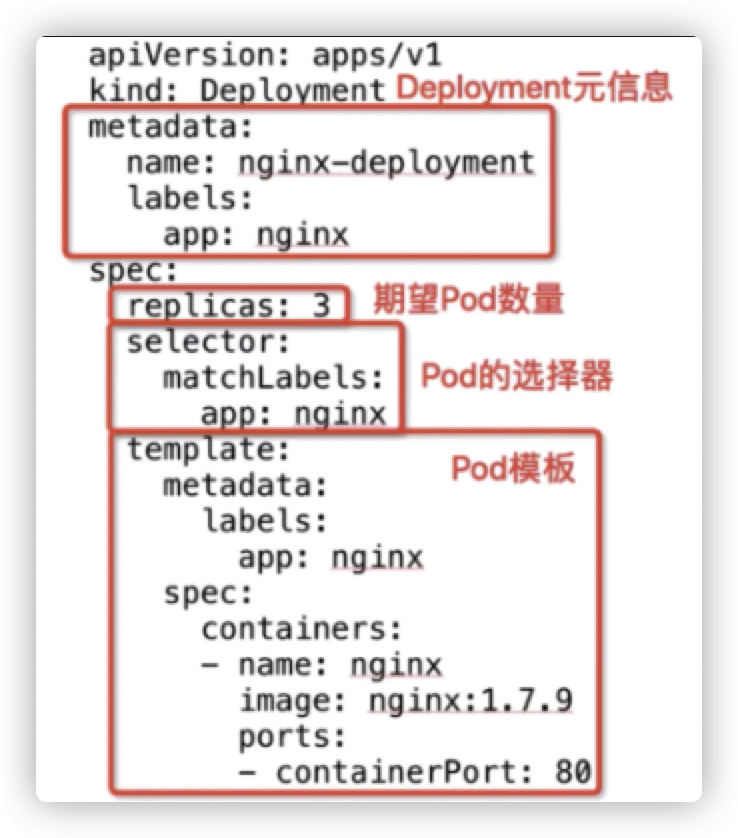 apiVersion: apps/v1
kind: Deployment Deployment元信息
metadata:
  name: nginx-deployment
  labels:
    app: nginx
spec:
  replicas: 3 期望Pod数量
  selector:
    matchLabels: Pod的选择器
      app: nginx
  template:
    metadata: Pod模板
      labels:
        app: nginx
    spec:
      containers:
      - name: nginx
        image: nginx:1.7.9
        ports:
        - containerPort: 80